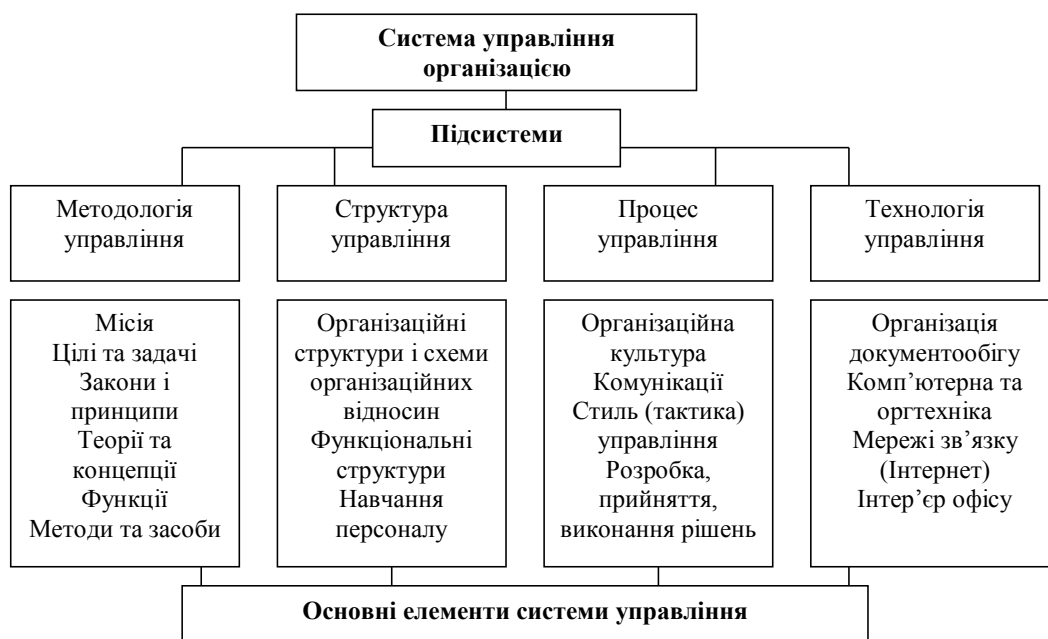 Система управління
організацією
Підсистеми
Методологія
управління
Структура
управління
Процес
управління
Технологія
управління
Місія
Цілі та задачі
Закони і
принципи
Теорії та
концепції
Функції
Методи та засоби
Організаційні
структури і схеми
організаційних
відносин
Функціональні
структури
Навчання
персоналу
Організаційна
культура
Комунікації
Стиль (тактика)
управління
Розробка,
прийняття,
виконання рішень
Організація
документообігу
Комп’ютерна та
оргтехніка
Мережі зв’язку
(Інтернет)
Інтер’єр офісу
Основні елементи системи управління